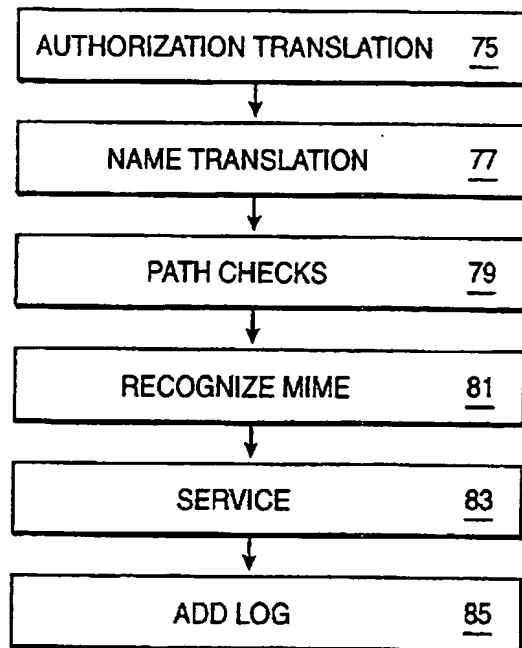 AUTHORIZATION TRANSLATION 75
NAME TRANSLATION 77
PATH CHECKS 79
RECOGNIZE MIME 81
SERVICE 83
ADD LOG 85